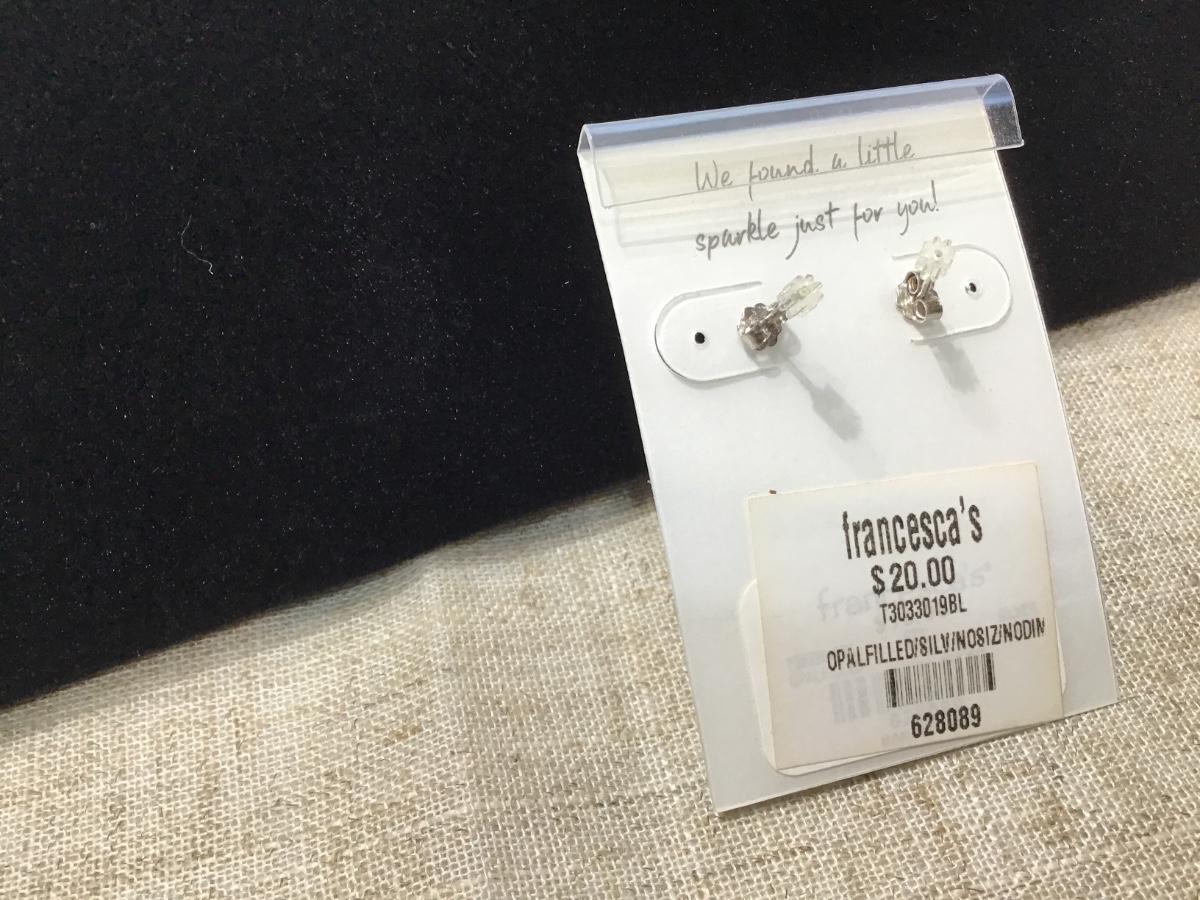 We found a little
sparkle just for you!
francesca's
$20.00
T3033019BL
OPALFILLED/SILV/NOSIZ/NODIM
628089